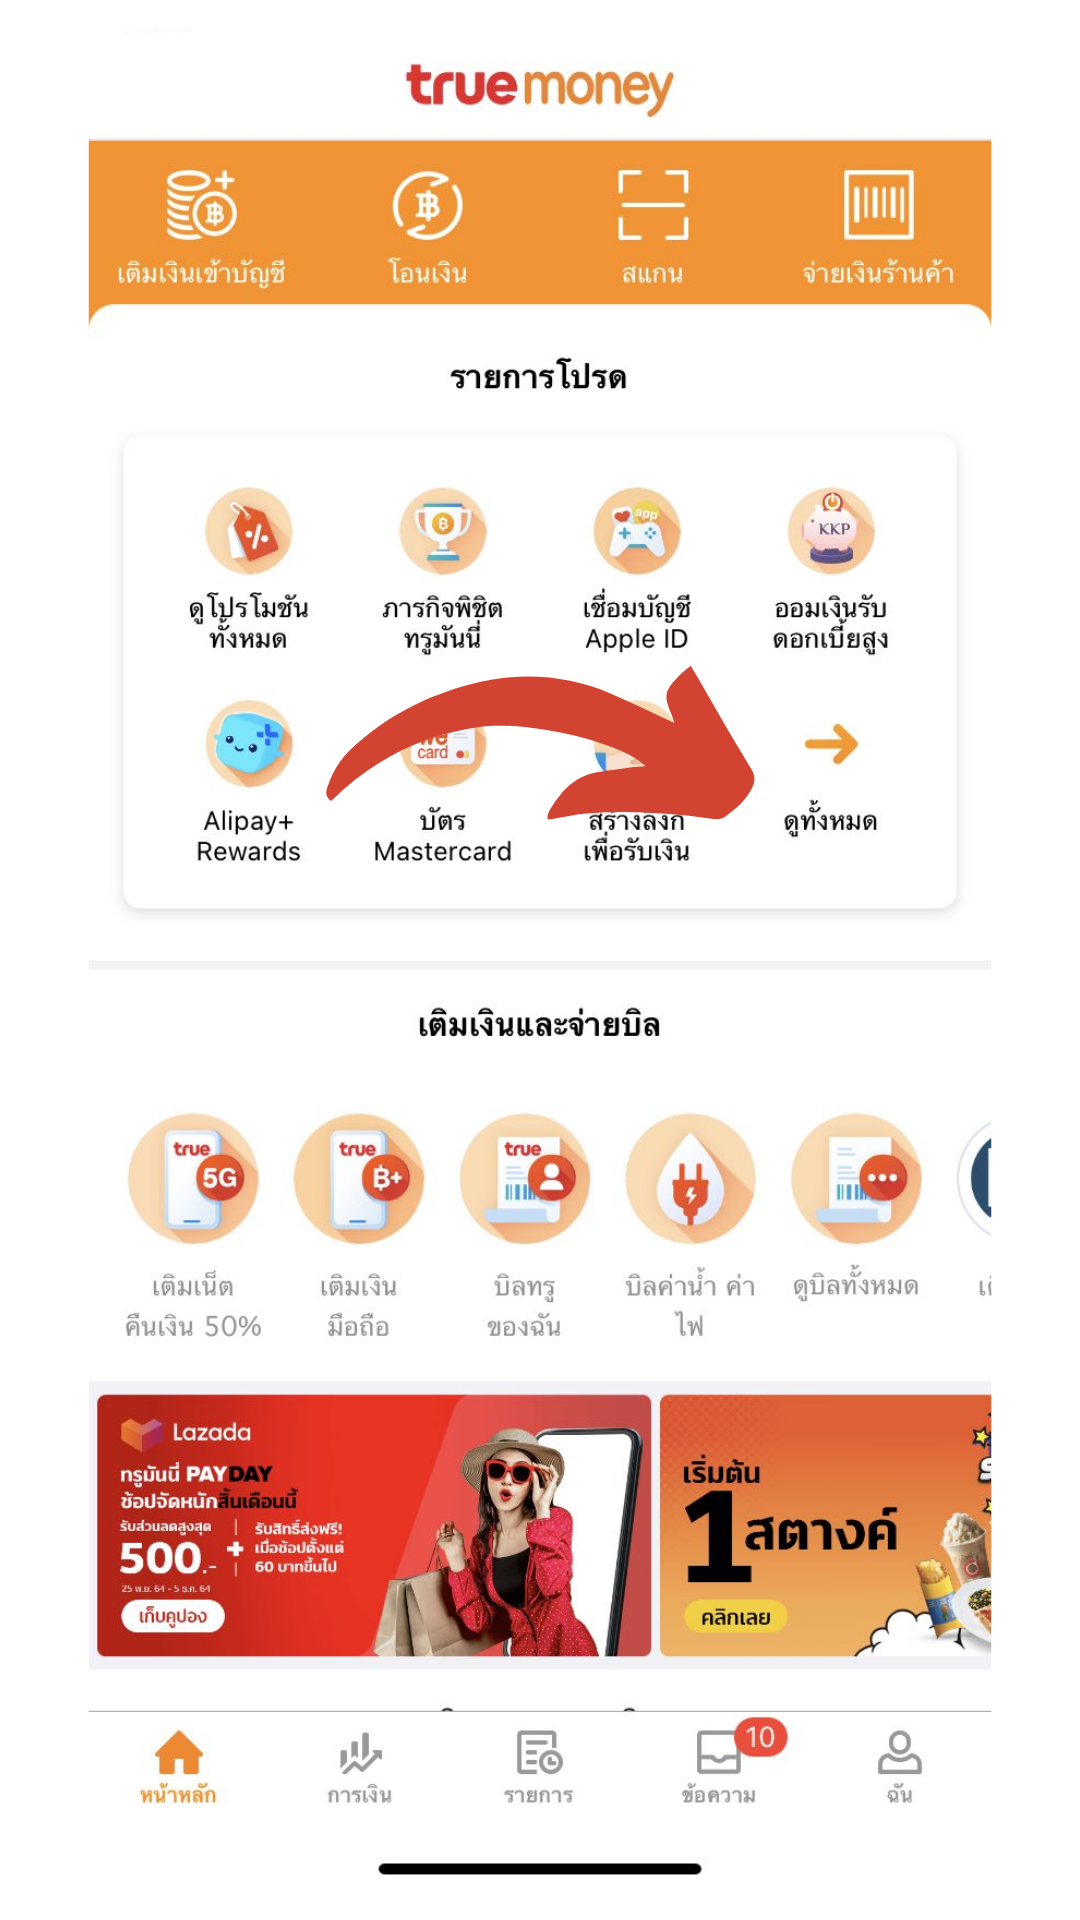 truemoney
เติมเงินเข้าบัญชี
โอนเงิน
สแกน
จ่ายเงินร้านค้า
รายการโปรด
ดูโปรโมชัน
ทั้งหมด
ภารกิจพิชิต
ทรูมันนี่
app
เชื่อมบัญชี
Apple ID
KKP
ออมเงินรับ
ดอกเบี้ยสูง
Alipay+
Rewards
card
บัตร
Mastercard
สร้างลิงก์
เพื่อรับเงิน
ดูทั้งหมด
เติมเงินและจ่ายบิล
true
5G
เติมเน็ต
คืนเงิน 50%
true
฿+
เติมเงิน
มือถือ
true
บิลทรู
ของฉัน
บิลค่าน้ำ ค่า
ไฟ
ดูบิลทั้งหมด
Lazada
ทรูมันนี่ PAYDAY
ช้อปจัดหนักสิ้นเดือนนี้
รับส่วนลดสูงสุด
500.-
+
รับสิทธิ์ส่งฟรี!
เมื่อช้อปตั้งแต่
60 บาทขึ้นไป
25 พ.ย. 64 - 5 ธ.ค. 64
เก็บคูปอง
เริ่มต้น
1 สตางค์
คลิกเลย
หน้าหลัก
การเงิน
รายการ
10
ข้อความ
ฉัน